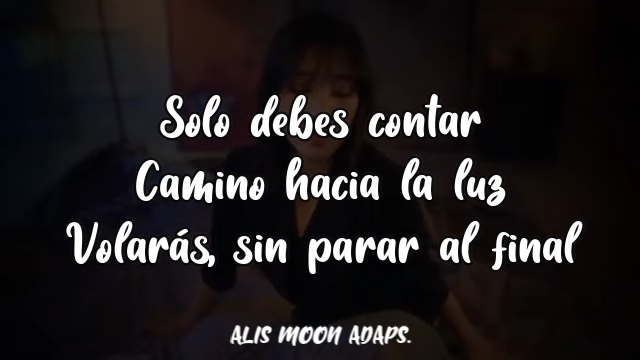 Solo debes contar
Camino hacia la luz
Volarás, sin parar al final
ALIS MOON ADAPS.